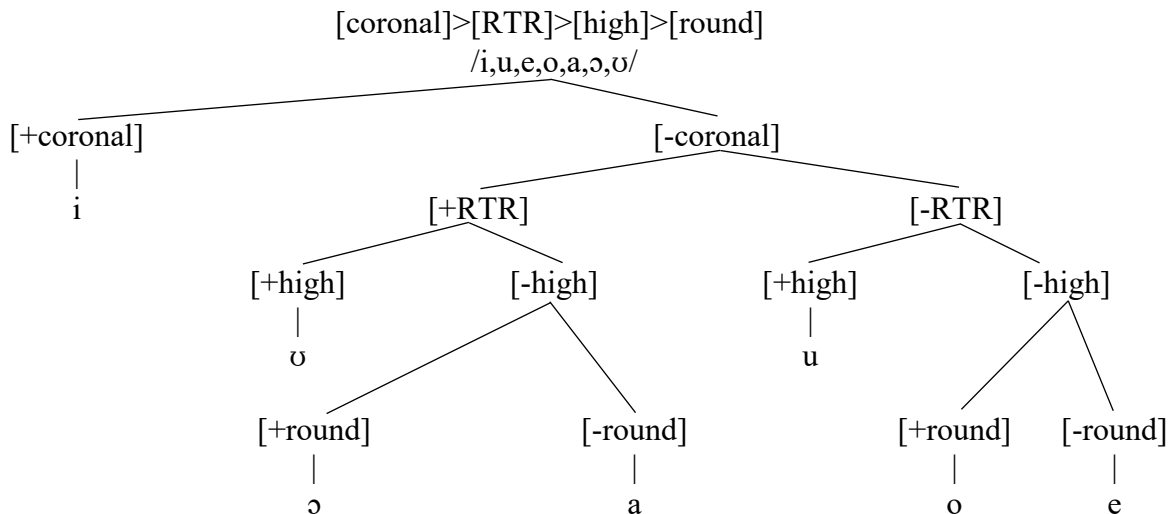 [coronal]>[RTR]>[high]>[round]
/i,u,e,o,a,ɔ,ʊ/
[+coronal] [-coronal]
i
[+RTR] [-RTR]
[+high] [-high] [+high] [-high]
ʊ u
[+round] [-round] [+round] [-round]
ɔ a o e